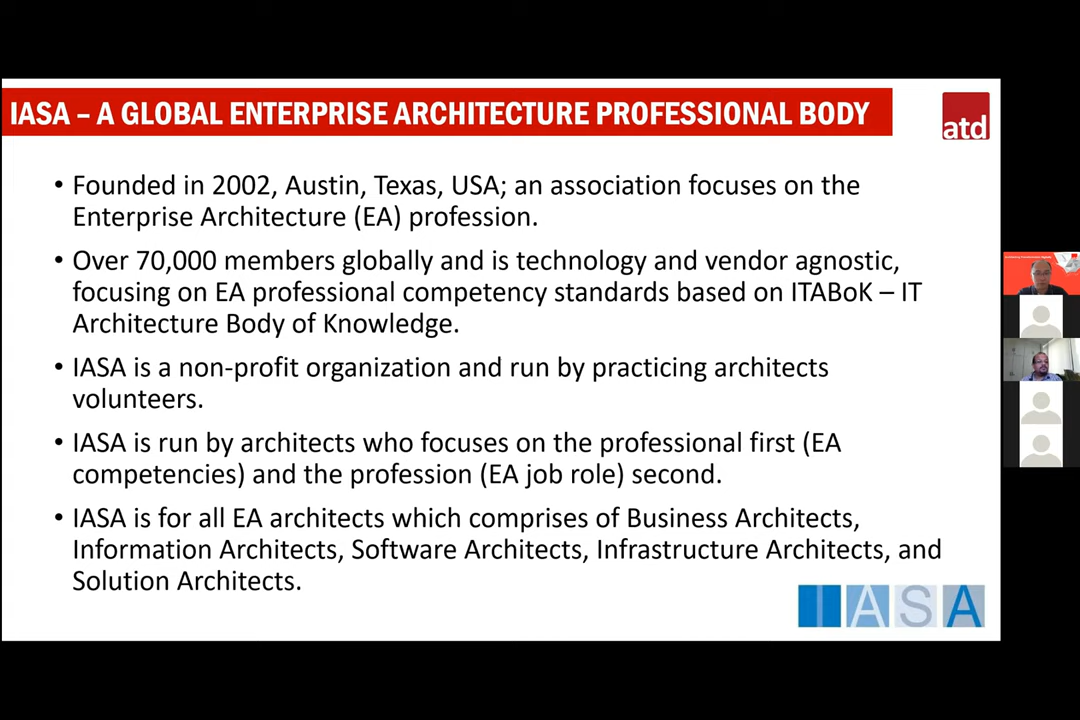 IASA – A GLOBAL ENTERPRISE ARCHITECTURE PROFESSIONAL BODY
atd
• Founded in 2002, Austin, Texas, USA; an association focuses on the
Enterprise Architecture (EA) profession.
• Over 70,000 members globally and is technology and vendor agnostic,
focusing on EA professional competency standards based on ITABoK – IT
Architecture Body of Knowledge.
• IASA is a non-profit organization and run by practicing architects
volunteers.
• IASA is run by architects who focuses on the professional first (EA
competencies) and the profession (EA job role) second.
• IASA is for all EA architects which comprises of Business Architects,
Information Architects, Software Architects, Infrastructure Architects, and
Solution Architects.
IASA